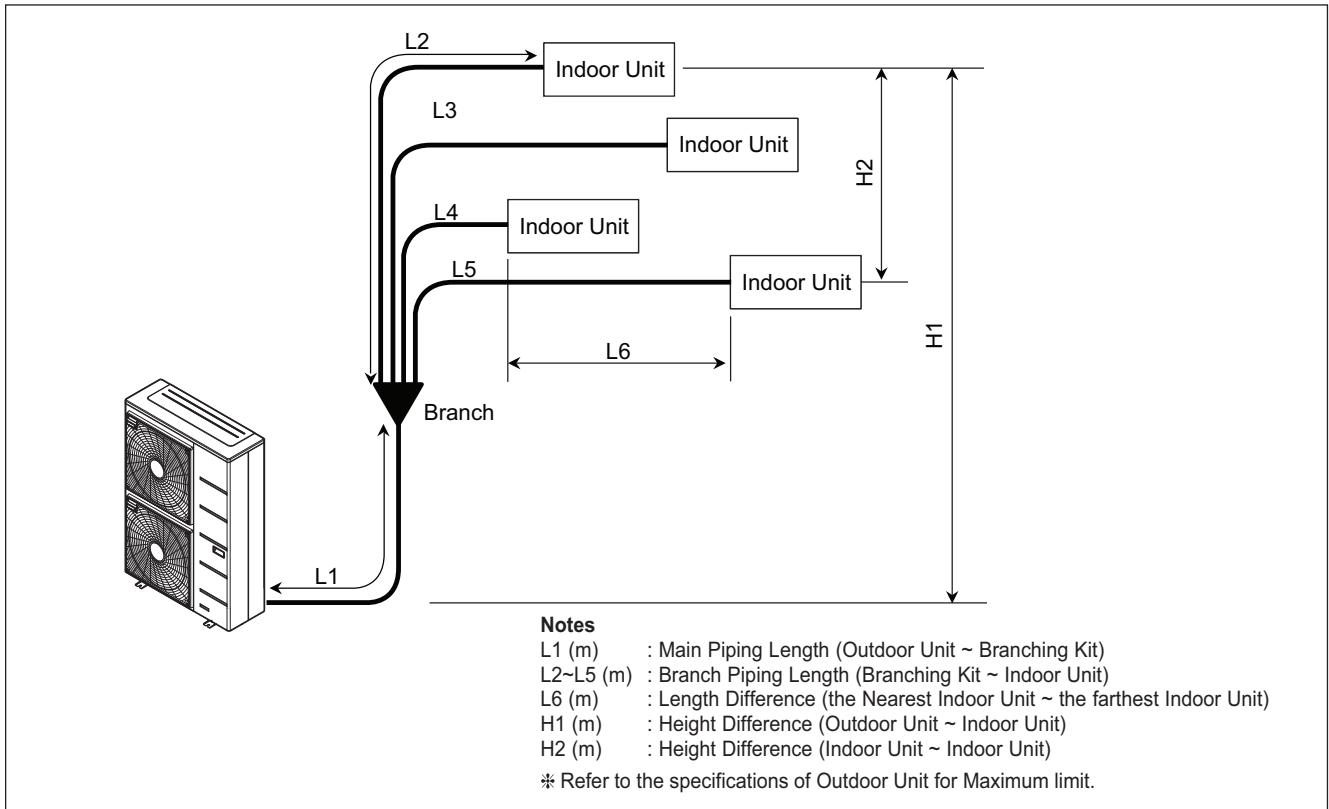 L2
Indoor Unit
L3
Indoor Unit
H2
L4
Indoor Unit
L5
Indoor Unit
H1
L6
Branch
L1
Notes
L1 (m) : Main Piping Length (Outdoor Unit ~ Branching Kit)
L2~L5 (m) : Branch Piping Length (Branching Kit ~ Indoor Unit)
L6 (m) : Length Difference (the Nearest Indoor Unit ~ the farthest Indoor Unit)
H1 (m) : Height Difference (Outdoor Unit ~ Indoor Unit)
H2 (m) : Height Difference (Indoor Unit ~ Indoor Unit)
❈ Refer to the specifications of Outdoor Unit for Maximum limit.